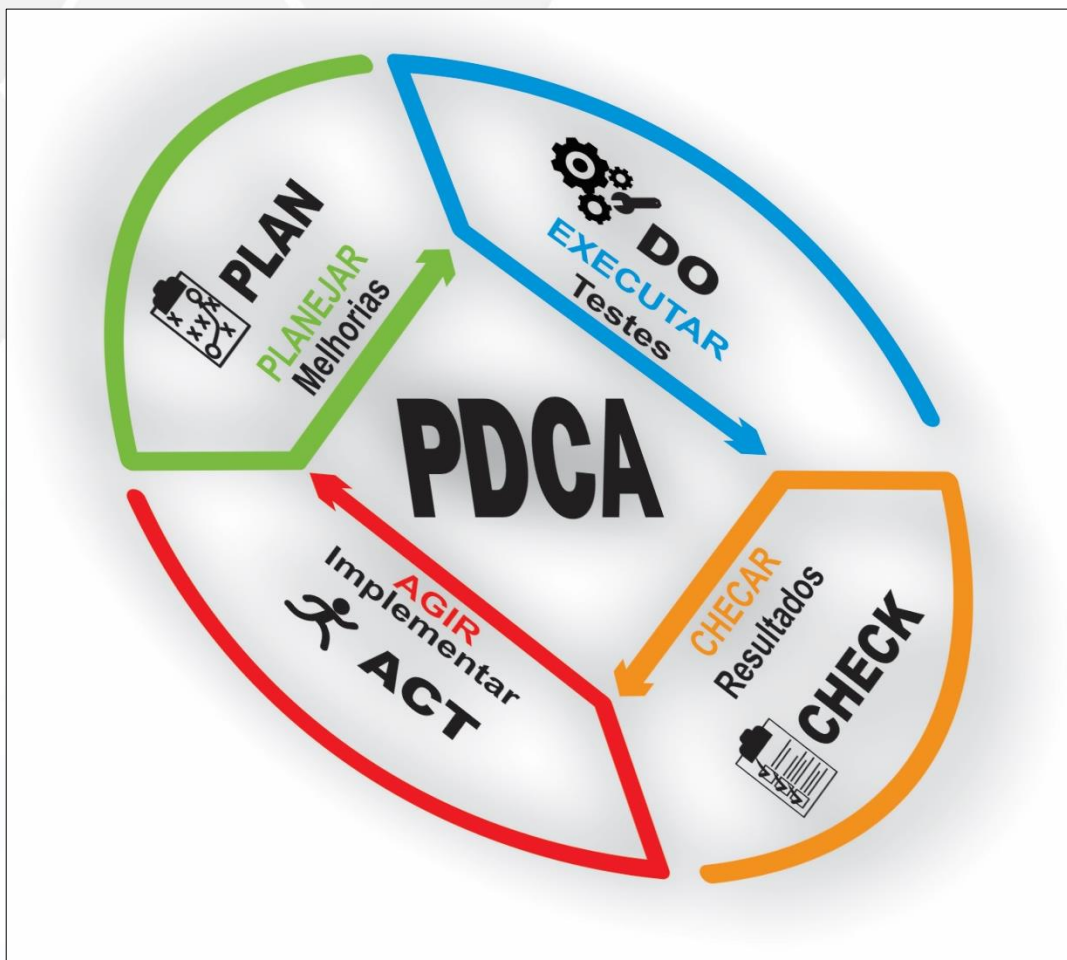 PLAN
PLANEJAR
Melhorias
DO
EXECUTAR
Testes
PDCA
CHECAR
Resultados
CHECK
AGIR
Implementar
ACT